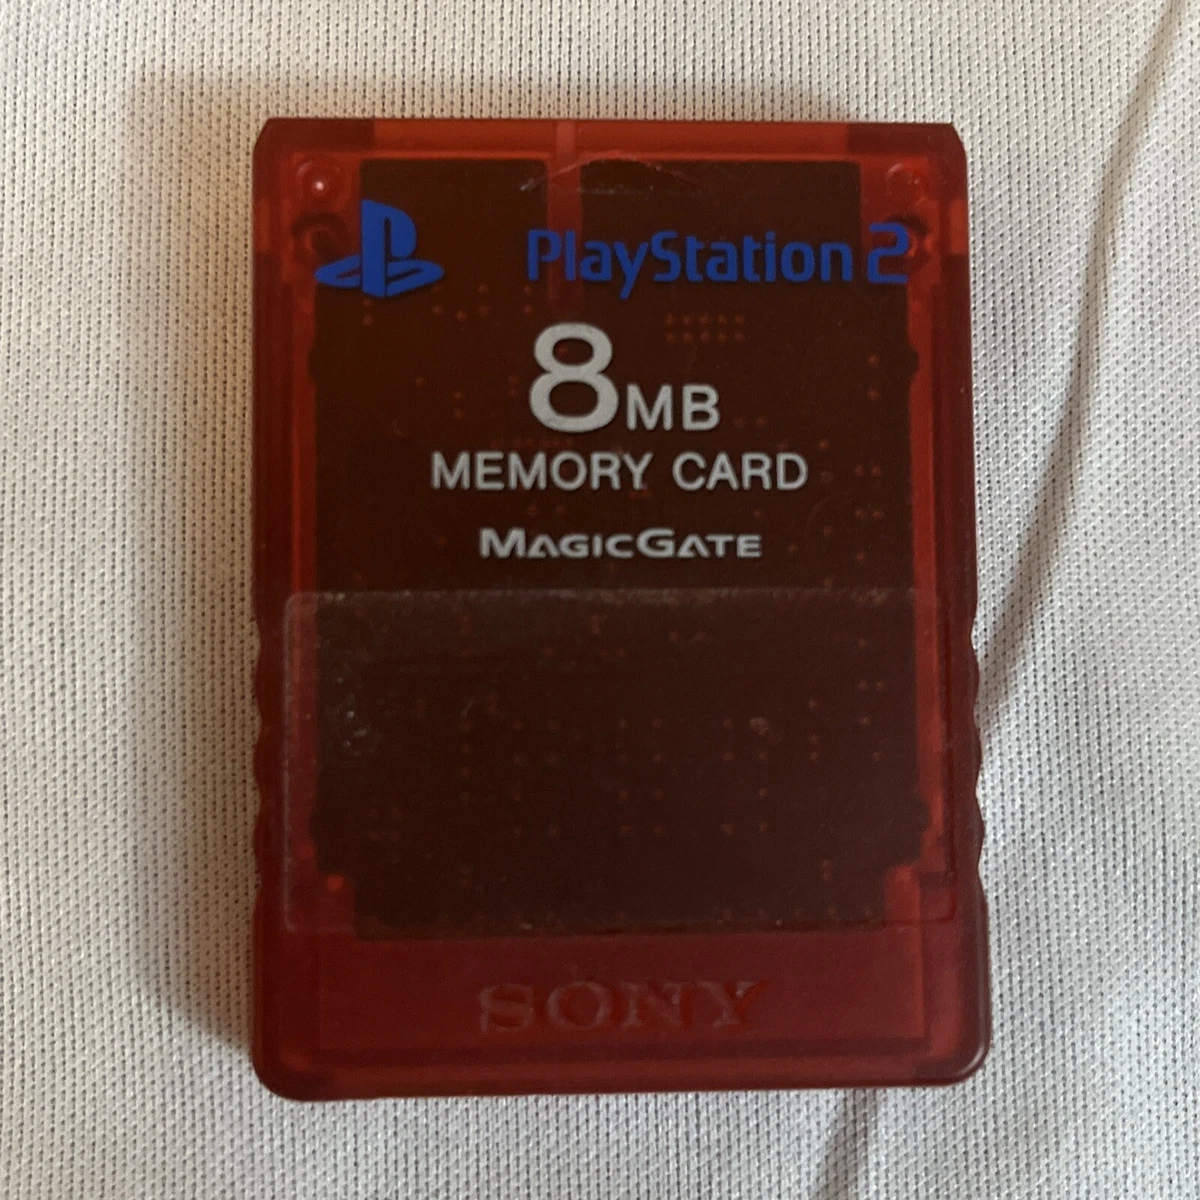 PlayStation 2
8MB
MEMORY CARD
MAGICGATE
SONY